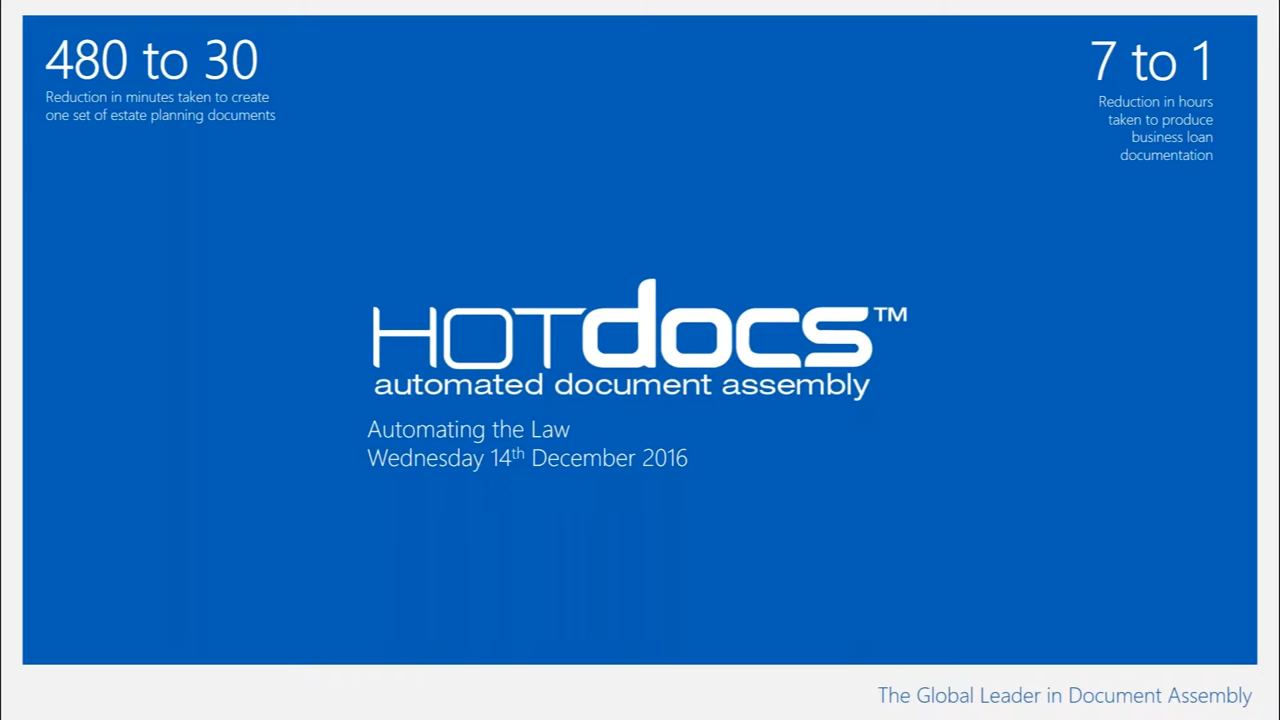 480 to 30
Reduction in minutes taken to create
one set of estate planning documents
7 to 1
Reduction in hours
taken to produce
business loan
documentation
HOTdocs™
automated document assembly
Automating the Law
Wednesday 14th December 2016
The Global Leader in Document Assembly